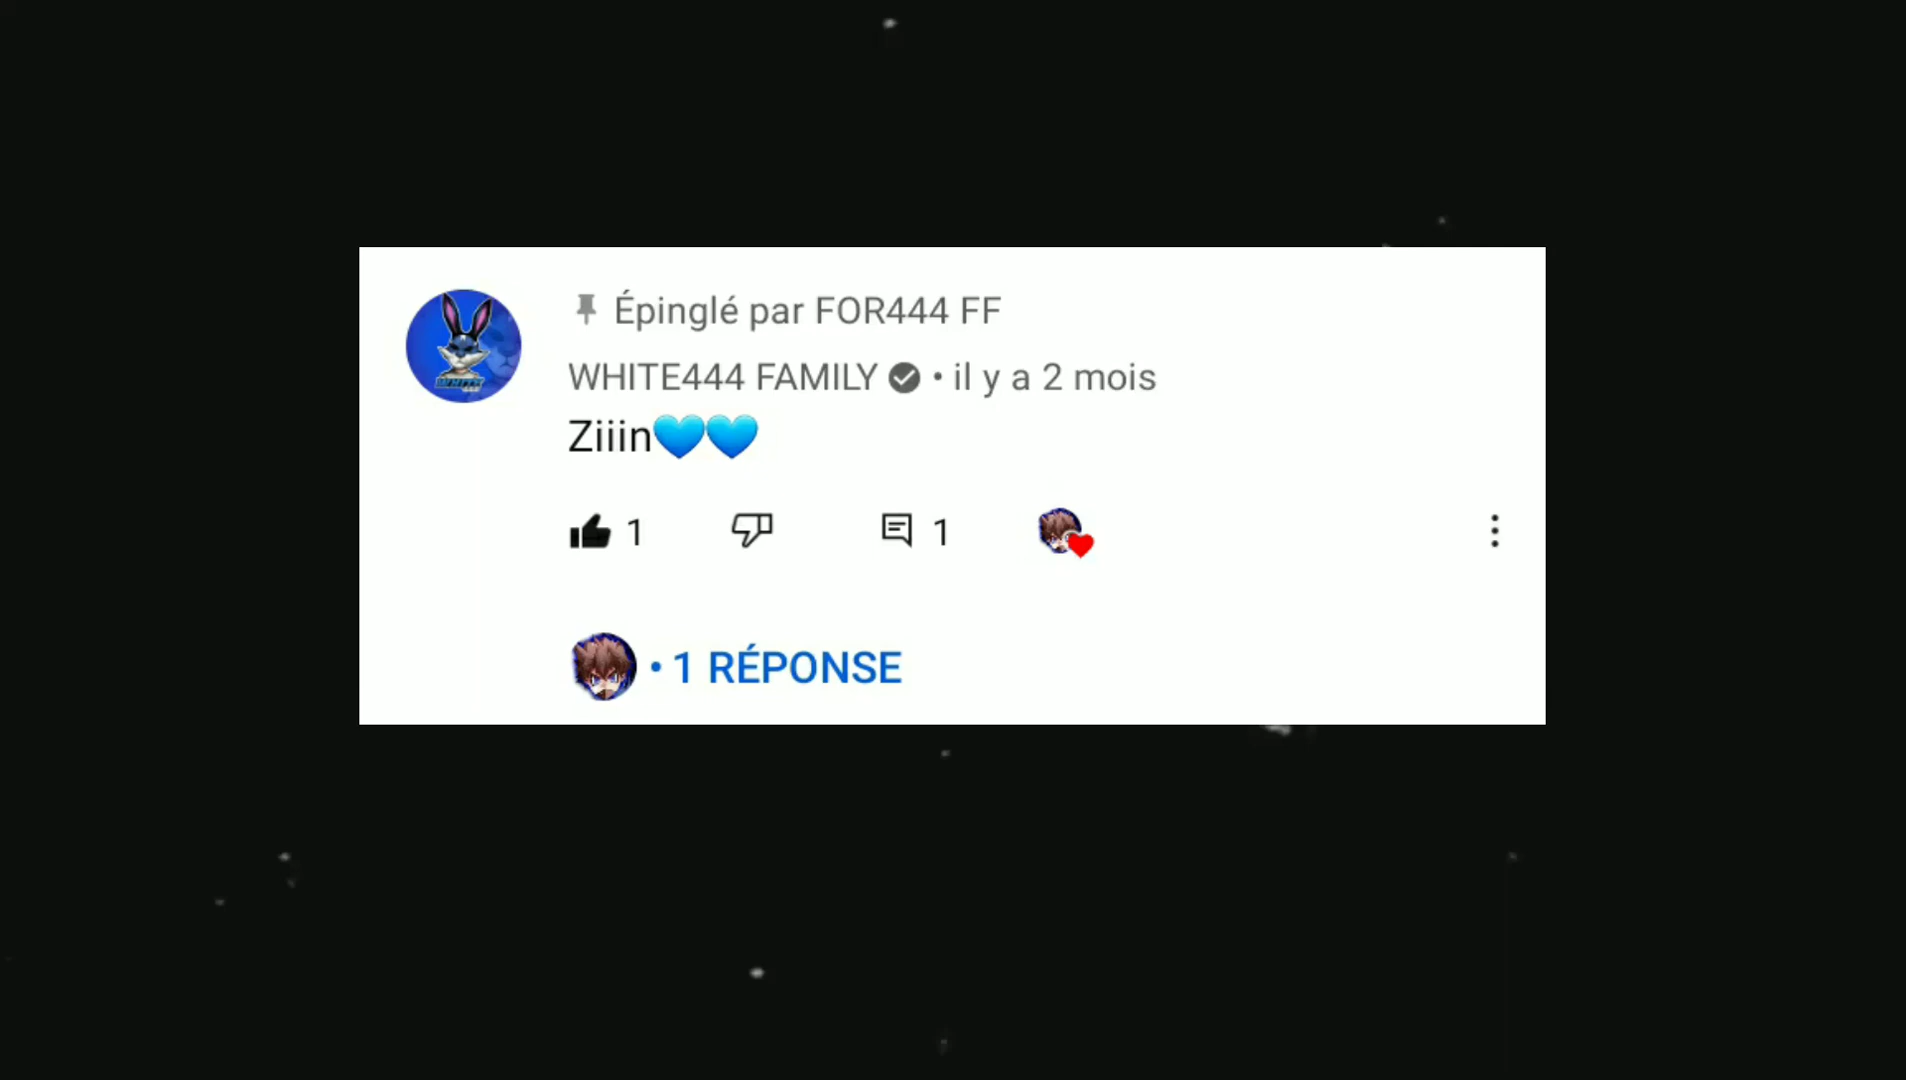 Épinglé par FOR444 FF
WHITE444 FAMILY • il y a 2 mois
Ziiin💙💙
1 1
• 1 RÉPONSE